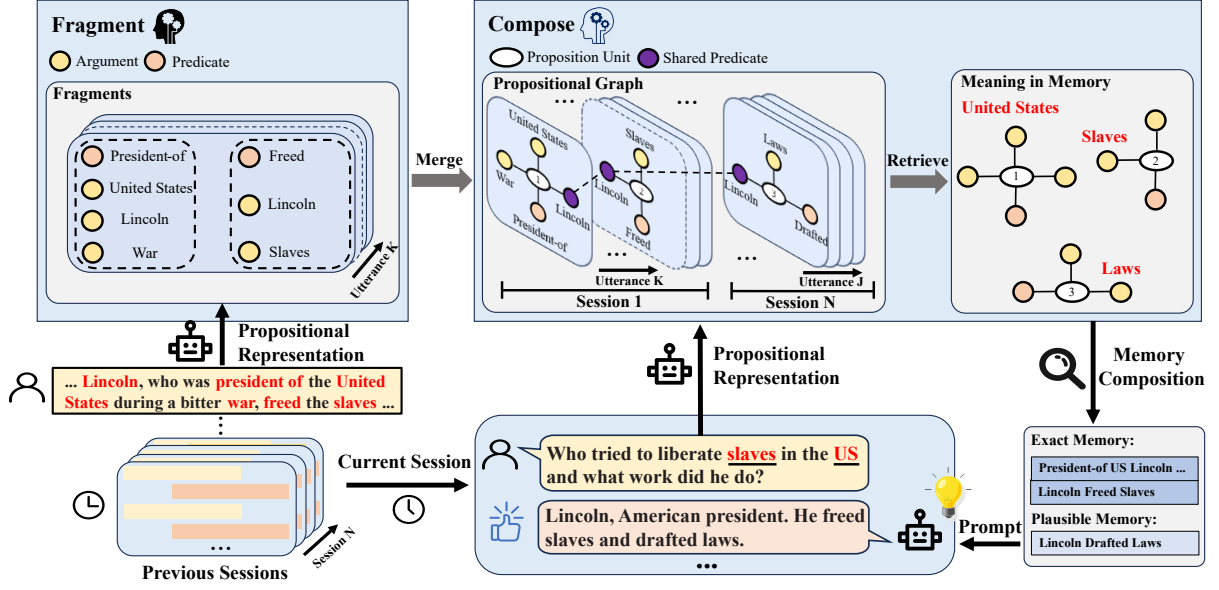 Fragment
Argument
Predicate
Fragments
President-of
United States
Lincoln
War
Freed
Lincoln
Slaves
Utterance K
Merge
Compose
Proposition Unit
Shared Predicate
Propositional Graph
...
...
United States
War
1
Lincoln
President-of
Slaves
Lincoln
2
Freed
Laws
Lincoln
3
Drafted
...
...
Utterance K
Utterance J
Session 1
Session N
Retrieve
Meaning in Memory
United States
1
Slaves
2
Laws
3
Propositional
Representation
... Lincoln, who was president of the United
States during a bitter war, freed the slaves ...
...
...
Session N
Previous Sessions
Current Session
Propositional
Representation
Who tried to liberate slaves in the US
and what work did he do?
Lincoln, American president. He freed
slaves and drafted laws.
...
Memory
Composition
Exact Memory:
President-of US Lincoln ...
Lincoln Freed Slaves
Plausible Memory:
Lincoln Drafted Laws
Prompt